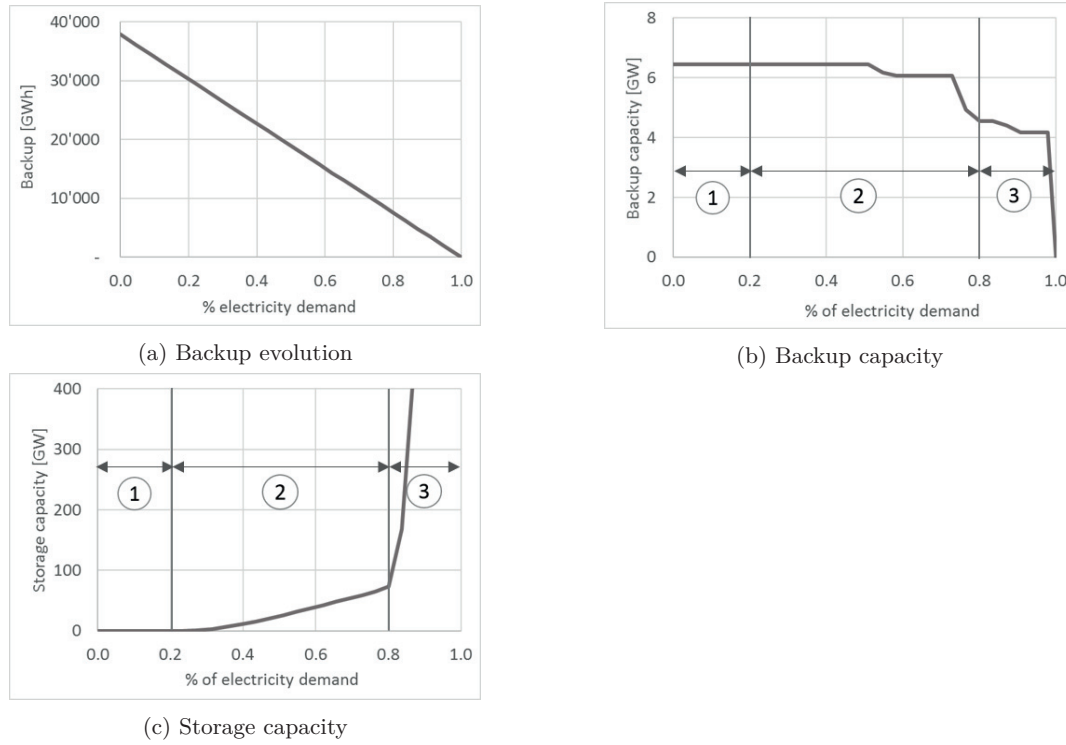 40'000
30'000
20'000
10'000
-
Backup [GWh]
0.0 0.2 0.4 0.6 0.8 1.0
% electricity demand
(a) Backup evolution
8
6
4
2
0
Backup capacity [GW]
1 2 3
0.0 0.2 0.4 0.6 0.8 1.0
% of electricity demand
(b) Backup capacity
400
300
200
100
0
Storage capacity [GW]
1 2 3
0.0 0.2 0.4 0.6 0.8 1.0
% of electricity demand
(c) Storage capacity